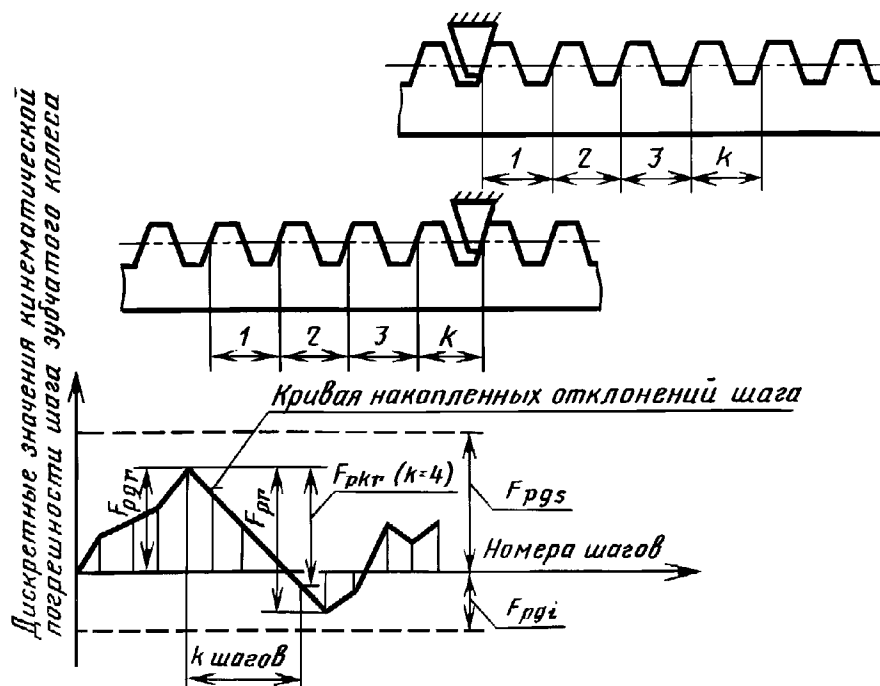 1 2 3 k
1 2 3 k
Дискретные значения кинематической
погрешности шага зубчатого колеса
Кривая накопленных отклонений шага
Fpgr
Fpr
Fpkr (k=4)
Fpgs
Номера шагов
Fpgi
k шагов